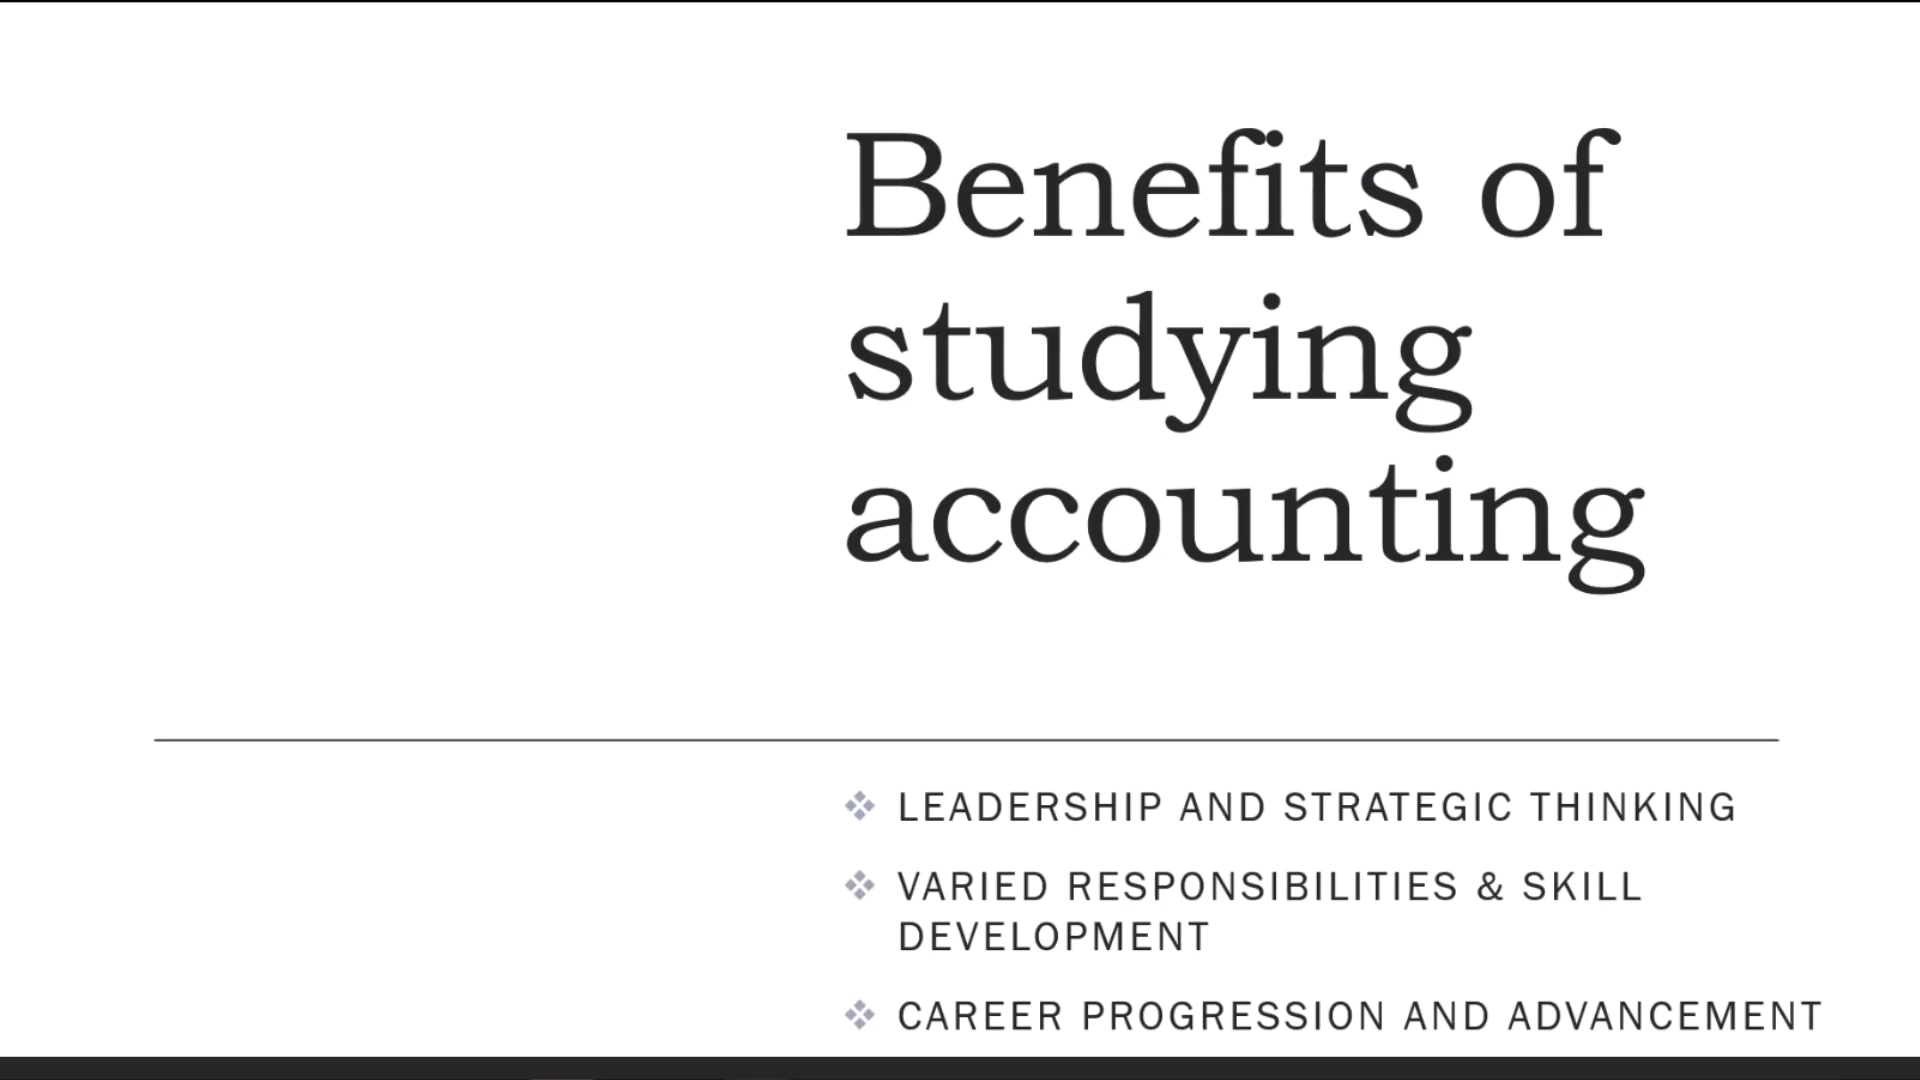 Benefits of
studying
accounting
LEADERSHIP AND STRATEGIC THINKING
VARIED RESPONSIBILITIES & SKILL
DEVELOPMENT
CAREER PROGRESSION AND ADVANCEMENT